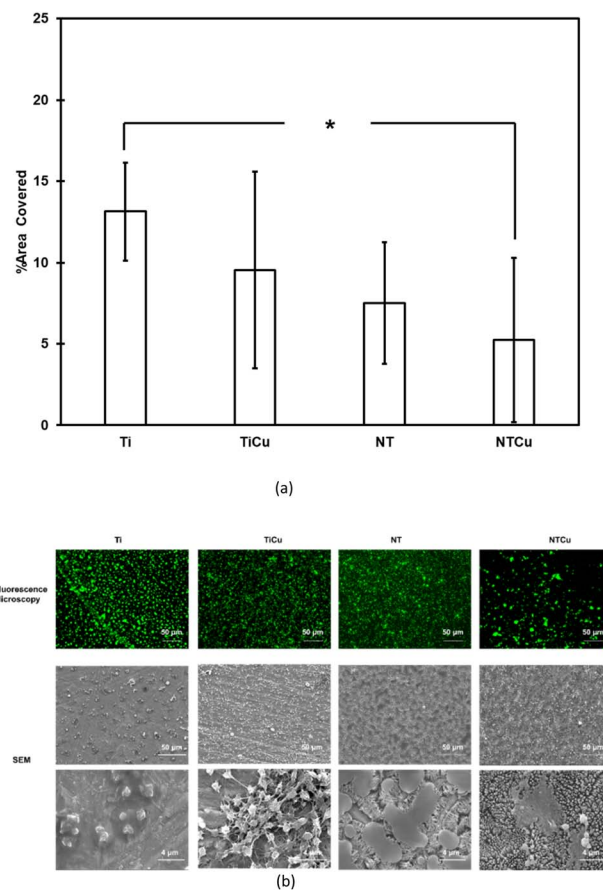 25
20
*
15
%Area Covered
10
5
0
Ti TiCu NT NTCu
(a)
Ti TiCu NT NTCu
luorescence
licroscopy
50 µm 50 µm 50 µm 50 µm
50 µm 50 µm 50 µm 50 µm
SEM
4 µm 4 µm
(b)